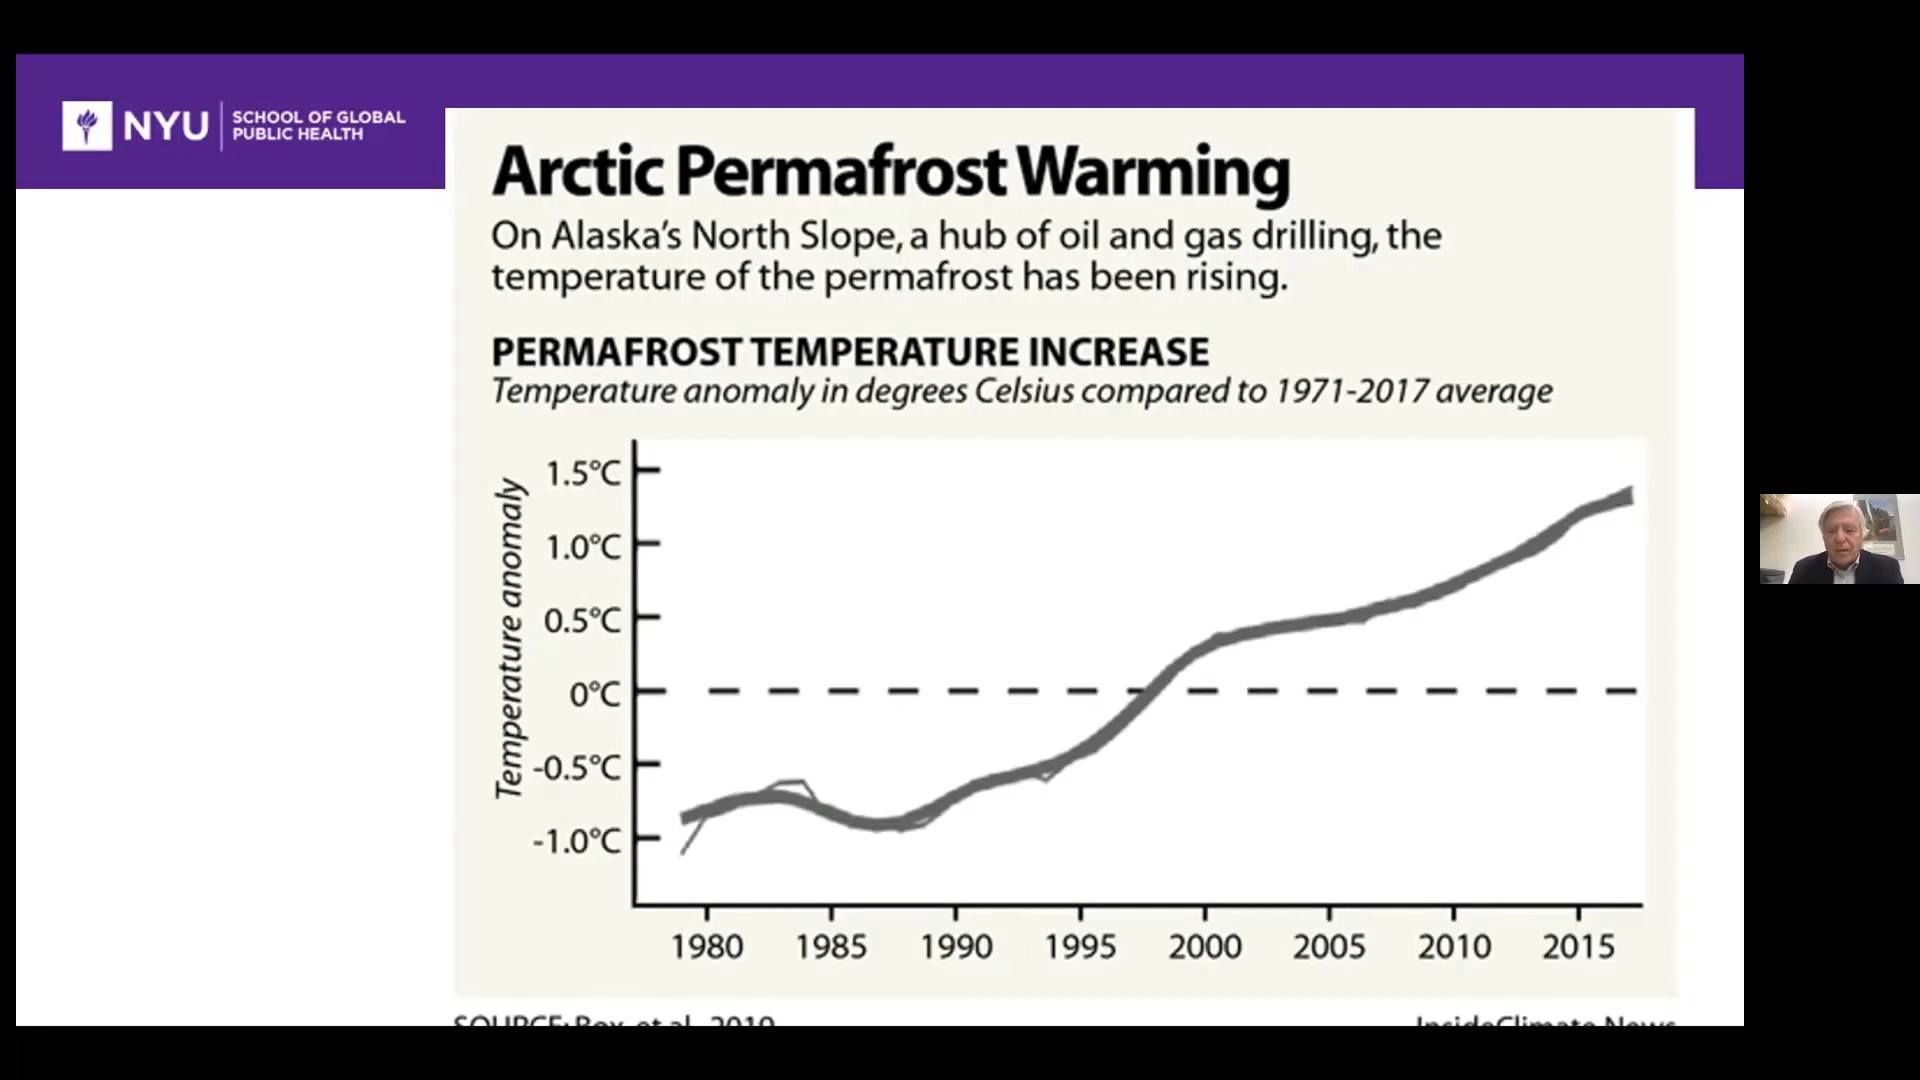 NYU
SCHOOL OF GLOBAL
PUBLIC HEALTH
Arctic Permafrost Warming
On Alaska's North Slope, a hub of oil and gas drilling, the
temperature of the permafrost has been rising.
PERMAFROST TEMPERATURE INCREASE
Temperature anomaly in degrees Celsius compared to 1971-2017 average
Temperature anomaly
1.5°C
1.0°C
0.5°C
0°C
-0.5°C
-1.0°C
1980 1985 1990 1995 2000 2005 2010 2015
SOURCE: Box, et al., 2019
InsideClimate News